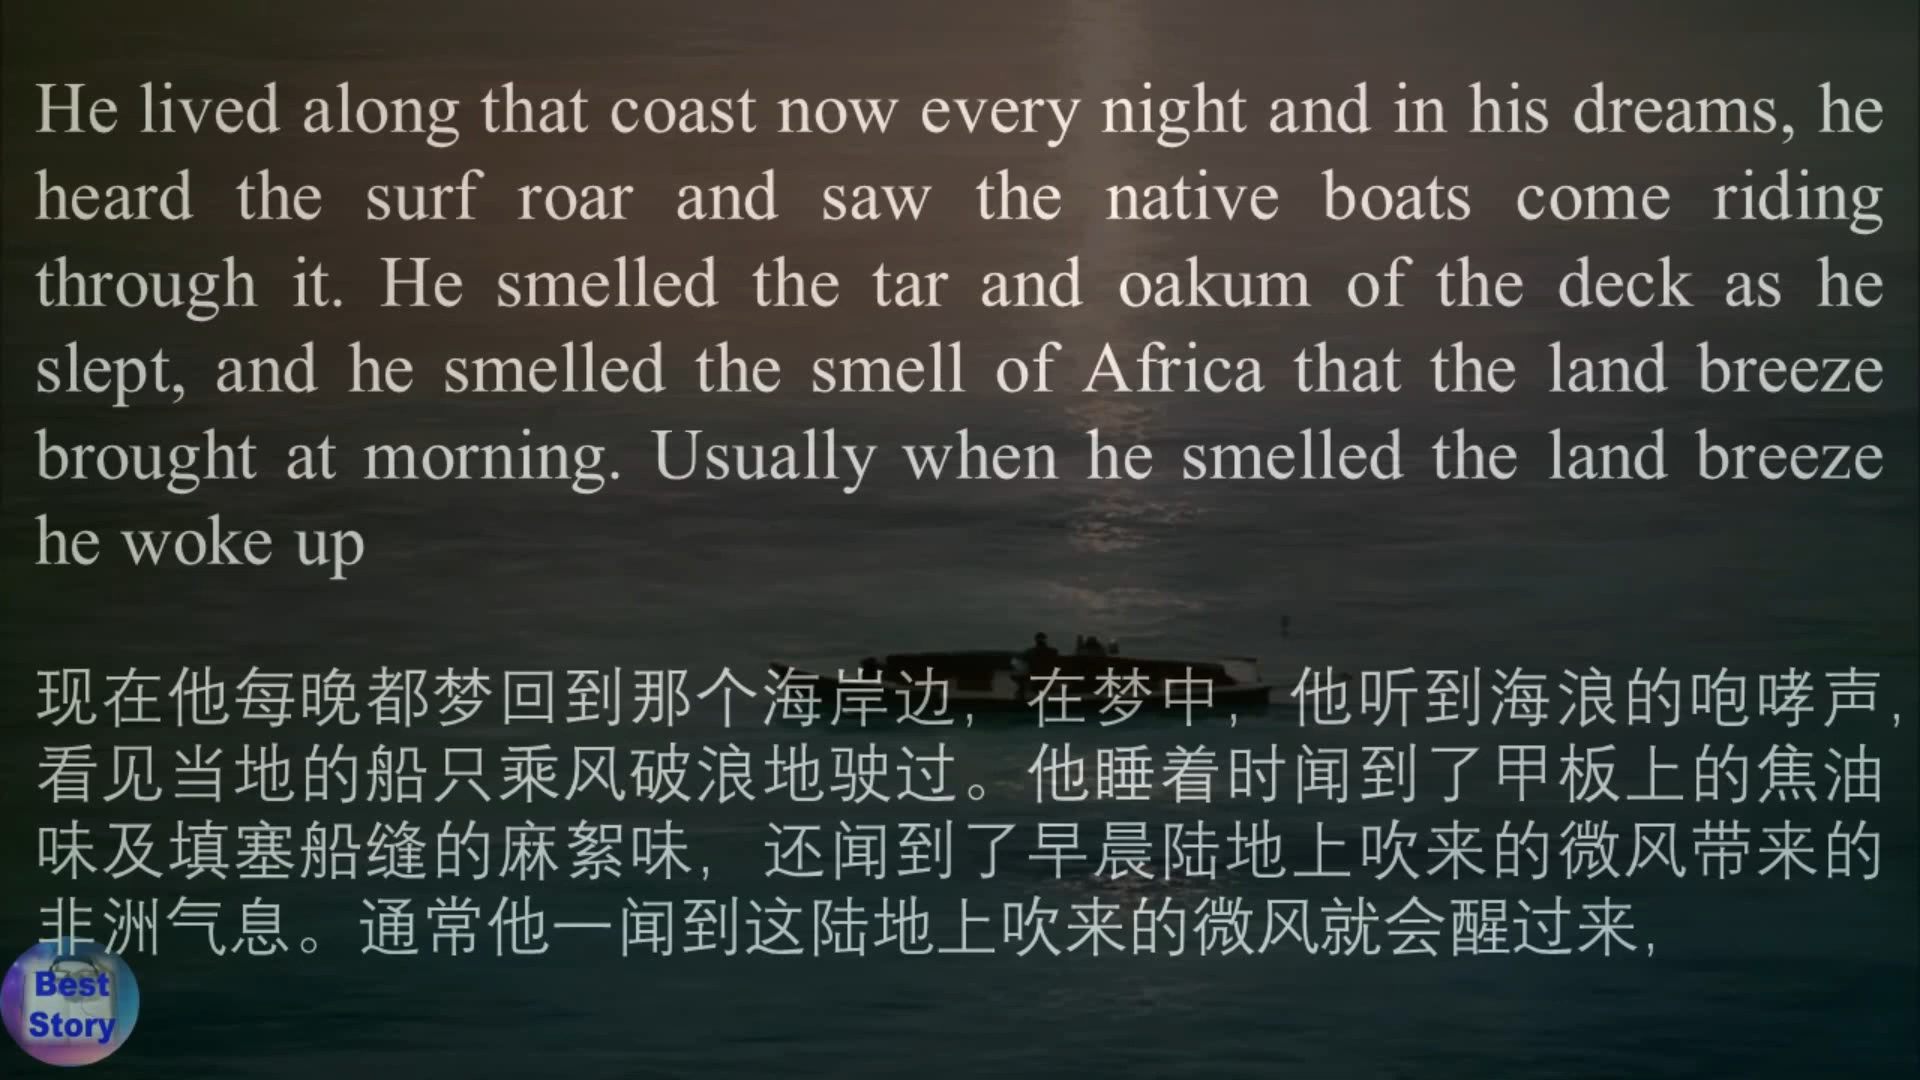 He lived along that coast now every night and in his dreams, he
heard the surf roar and saw the native boats come riding
through it. He smelled the tar and oakum of the deck as he
slept, and he smelled the smell of Africa that the land breeze
brought at morning. Usually when he smelled the land breeze
he woke up
现在他每晚都梦回到那个海岸边，在梦中，他听到海浪的咆哮声，
看见当地的船只乘风破浪地驶过。他睡着时闻到了甲板上的焦油
味及填塞船缝的麻絮味，还闻到了早晨陆地上吹来的微风带来的
非洲气息。通常他一闻到这陆地上吹来的微风就会醒过来，
Best
Story